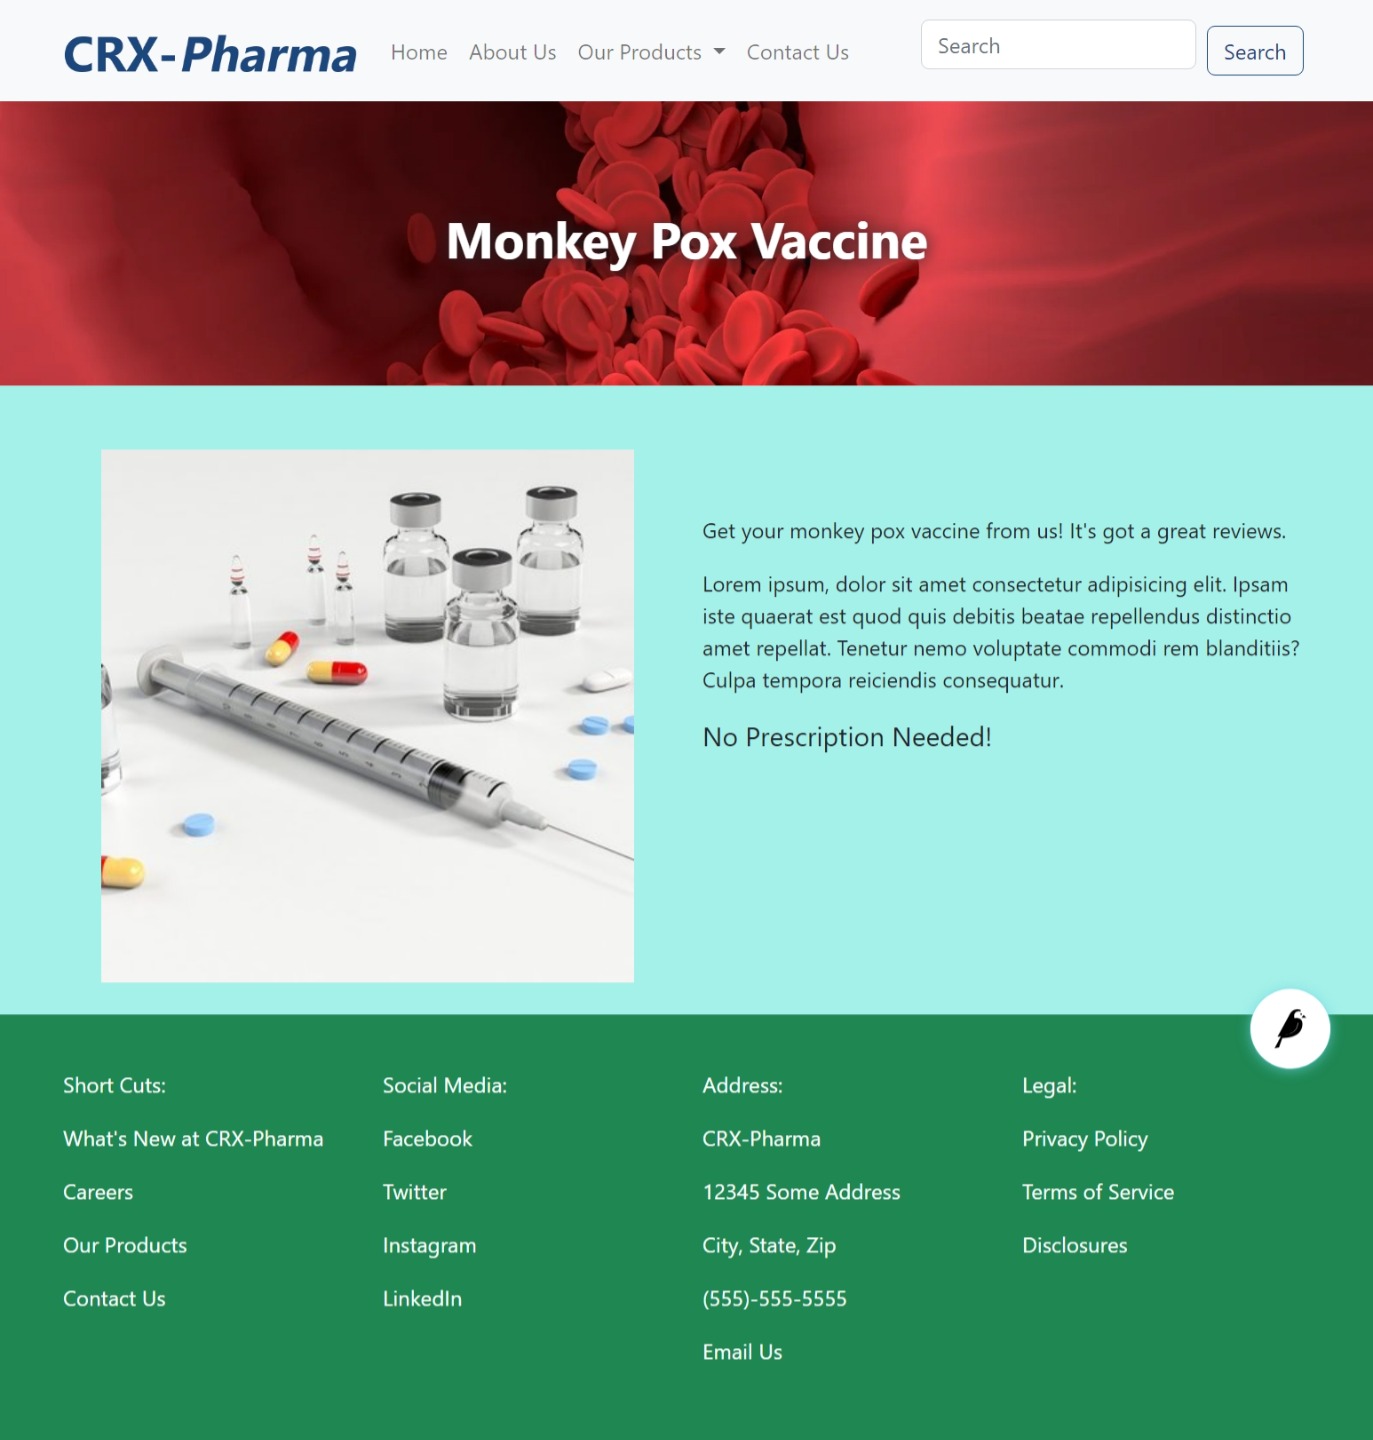 CRX-Pharma
Home
About Us
Our Products
Contact Us
Search
Search
Monkey Pox Vaccine
Get your monkey pox vaccine from us! It's got a great reviews.
Lorem ipsum, dolor sit amet consectetur adipisicing elit. Ipsam
iste quaerat est quod quis debitis beatae repellendus distinctio
amet repellat. Tenetur nemo voluptate commodi rem blanditiis?
Culpa tempora reiciendis consequatur.
No Prescription Needed!
Short Cuts:
What's New at CRX-Pharma
Careers
Our Products
Contact Us
Social Media:
Facebook
Twitter
Instagram
LinkedIn
Address:
CRX-Pharma
12345 Some Address
City, State, Zip
(555)-555-5555
Email Us
Legal:
Privacy Policy
Terms of Service
Disclosures